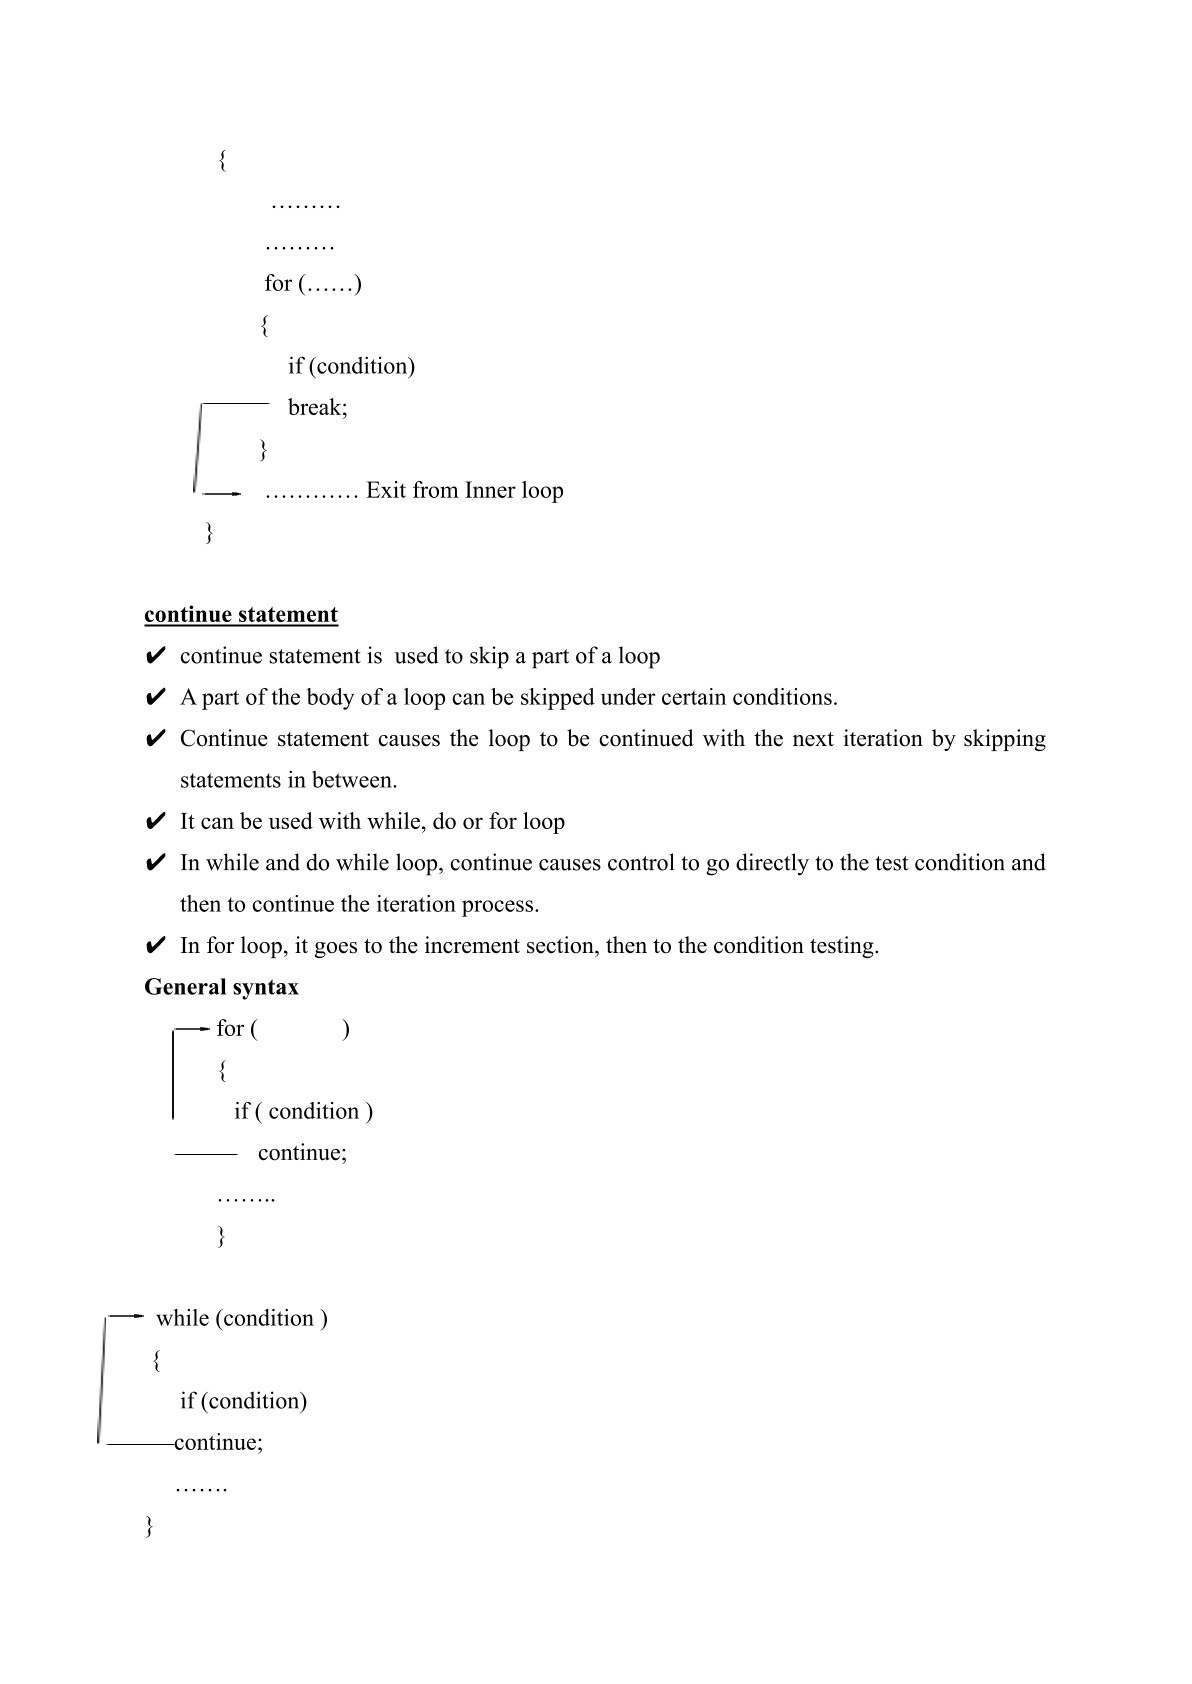 {
………
………
for (……)
{
if (condition)
break;
}
………… Exit from Inner loop
}
continue statement
✔ continue statement is  used to skip a part of a loop
✔ A part of the body of a loop can be skipped under certain conditions.
✔ Continue statement causes the loop to be continued with the next iteration by skipping
statements in between.
✔ It can be used with while, do or for loop
✔ In while and do while loop, continue causes control to go directly to the test condition and
then to continue the iteration process.
✔ In for loop, it goes to the increment section, then to the condition testing.
General syntax
for (              )
{
if ( condition )
continue;
……..
}
while (condition )
{
if (condition)
continue;
…….
}